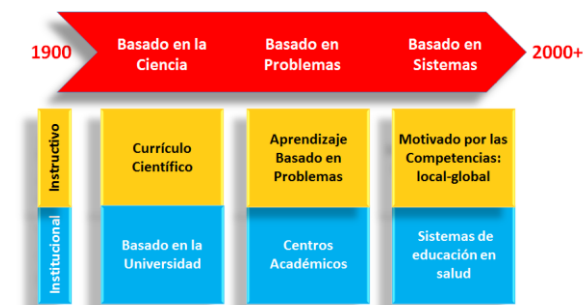 1900
Basado en la
Ciencia
Basado en
Problemas
Basado en
Sistemas
2000+
Instructivo
Currículo
Científico
Aprendizaje
Basado en
Problemas
Motivado por las
Competencias:
local-global
Institucional
Basado en la
Universidad
Centros
Académicos
Sistemas de
educación en
salud